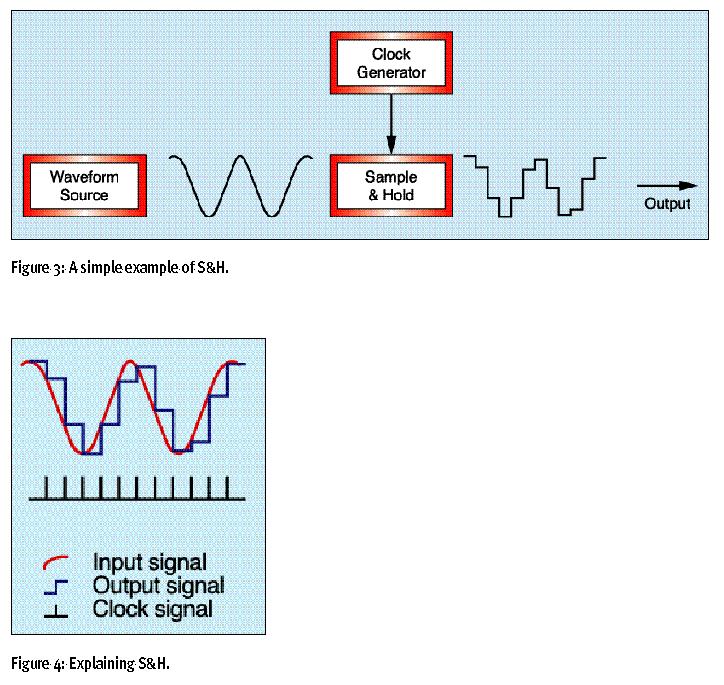 Clock
Generator
Waveform
Source
Sample
& Hold
Output
Figure 3: A simple example of S&H.
Input signal
Output signal
Clock signal
Figure 4: Explaining S&H.